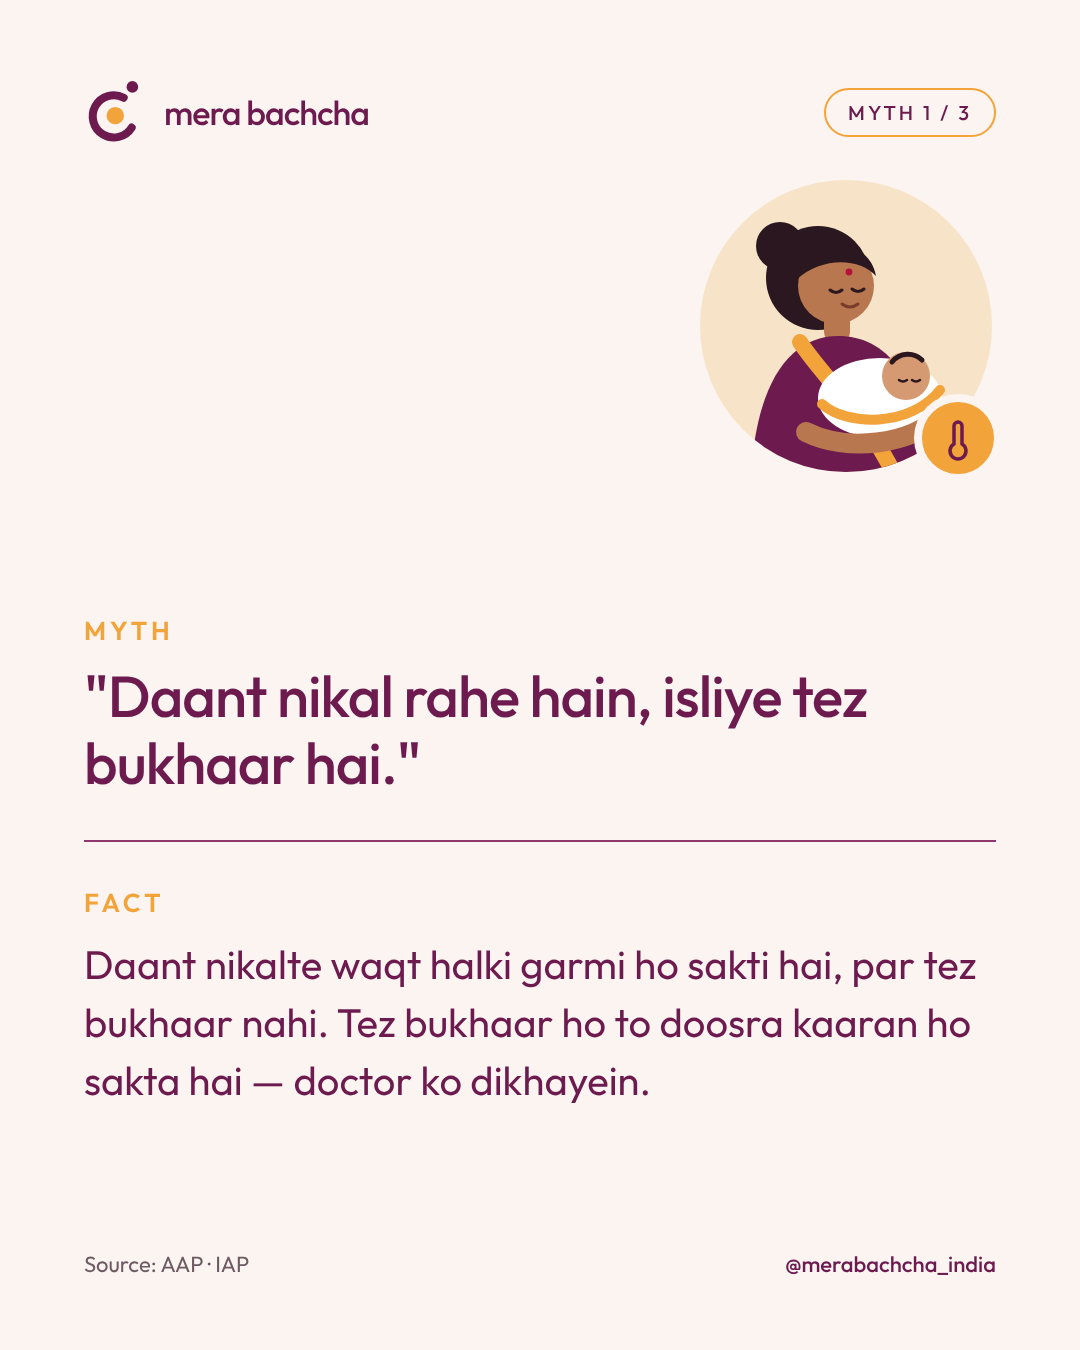 mera bachcha
MYTH 1 / 3
MYTH
"Daant nikal rahe hain, isliye tez
bukhaar hai."
FACT
Daant nikalte waqt halki garmi ho sakti hai, par tez
bukhaar nahi. Tez bukhaar ho to doosra kaaran ho
sakta hai — doctor ko dikhayein.
Source: AAP · IAP
@merabachcha_india